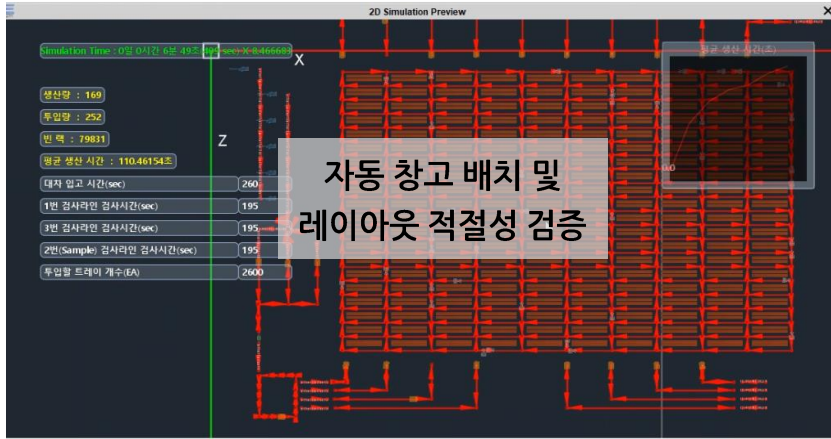 2D Simulation Preview
Simulation Time : 0일 0시간 6분 49초(409 sec) X 8.466683
X
평균 생산 시간(초)
생산량 : 169
투입량 : 252
빈 랙 : 79831
Z
평균 생산 시간 : 110.46154초
0.0
대차 입고 시간(sec) 260
1번 검사라인 검사시간(sec) 195
3번 검사라인 검사시간(sec) 195
2번(Sample) 검사라인 검사시간(sec) 195
투입할 트레이 개수(EA) 2600
자동 창고 배치 및
레이아웃 적절성 검증